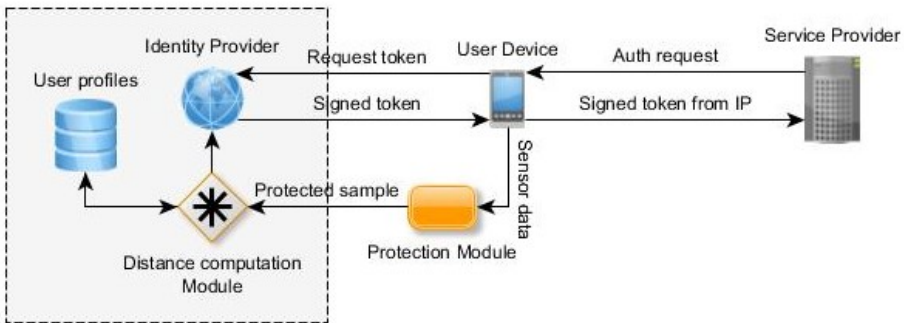 Service Provider
Identity Provider
User Device
Request token
Auth request
User profiles
Signed token
Signed token from IP
Sensor data
Protected sample
Protection Module
Distance computation
Module